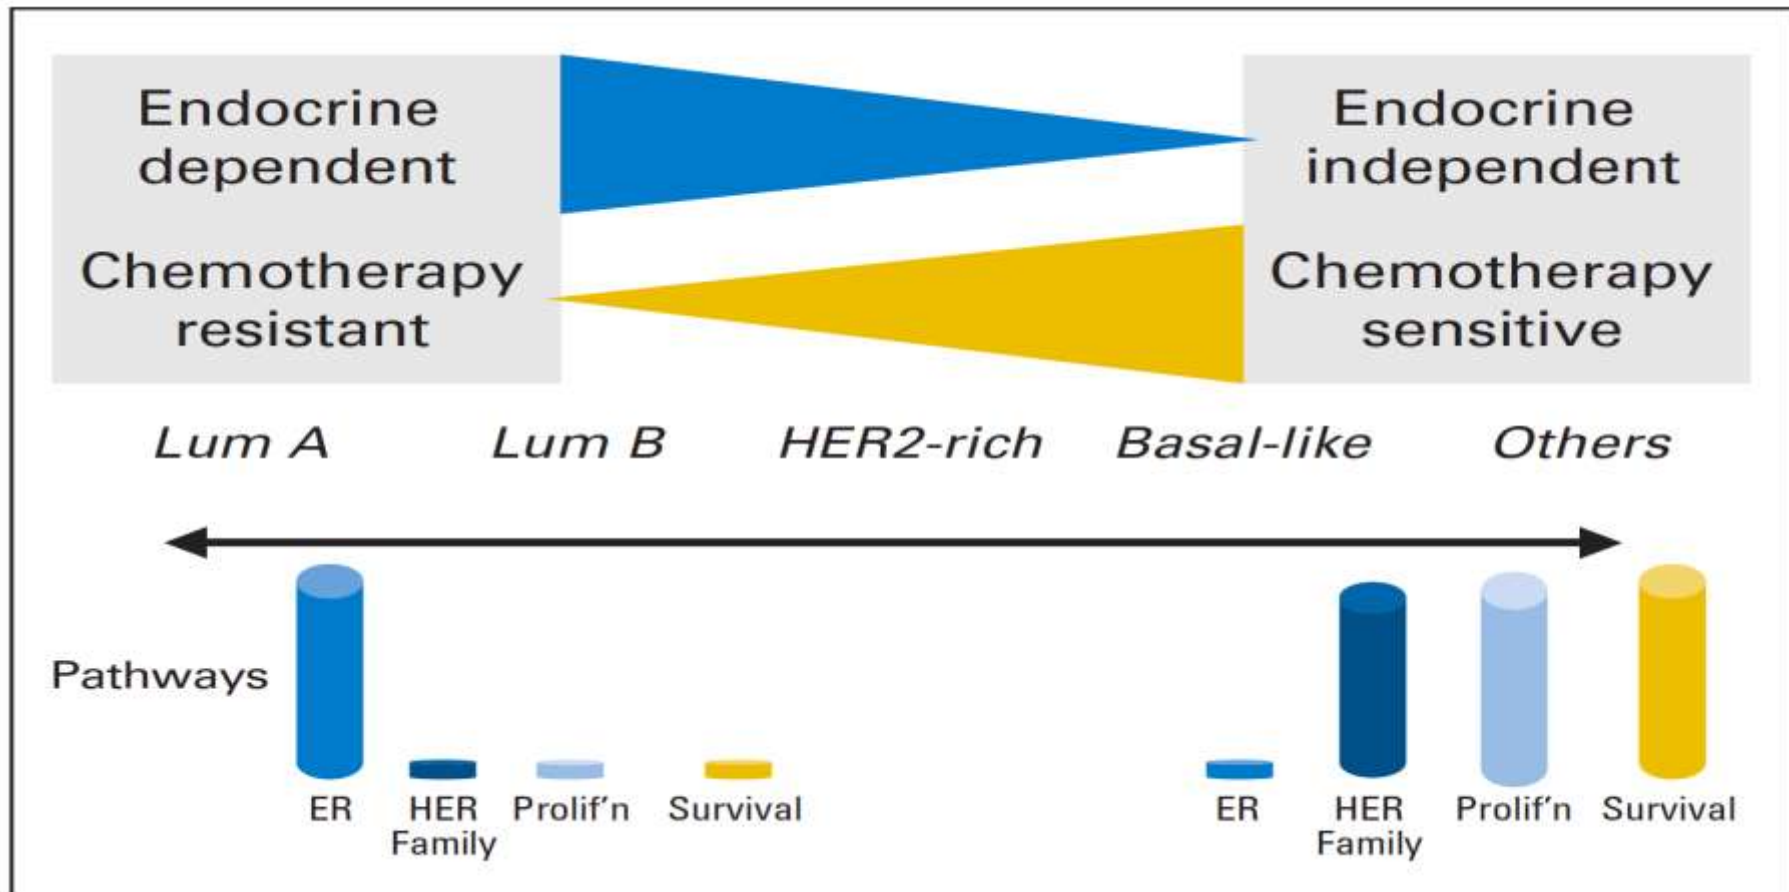 Endocrine
dependent
Endocrine
independent
Chemotherapy
resistant
Chemotherapy
sensitive
Lum A Lum B HER2-rich Basal-like Others
Pathways
ER HER Family Prolif'n Survival
ER HER Family Prolif'n Survival